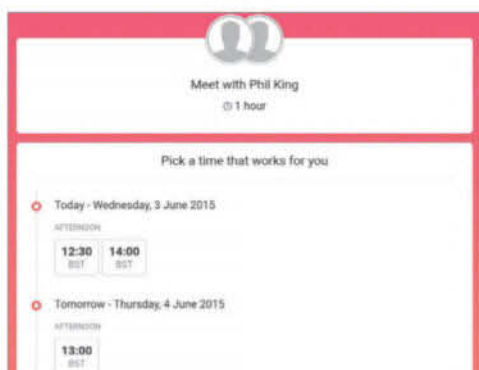 Meet with Phil King
1 hour
Pick a time that works for you
Today - Wednesday, 3 June 2015
AFTERNOON
12:30 14:00
BST BST
Tomorrow - Thursday, 4 June 2015
AFTERNOON
13:00
BST